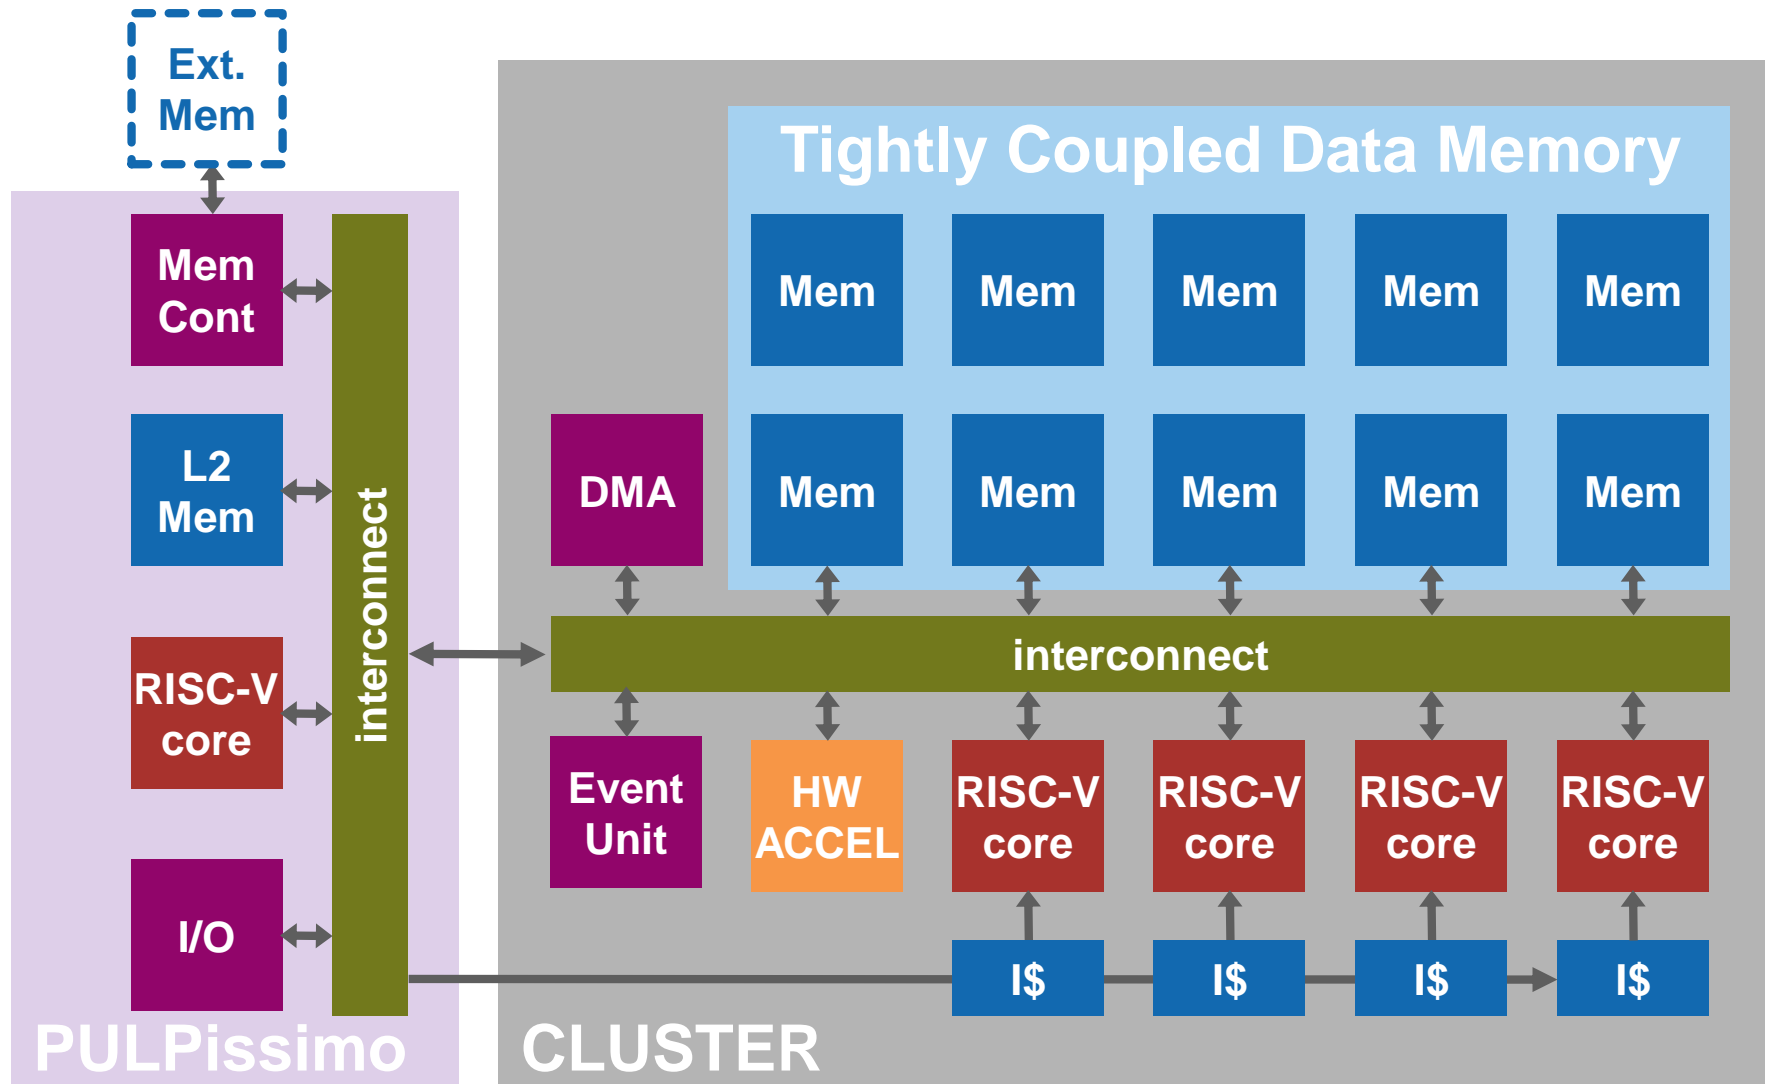 Ext.
Mem
Tightly Coupled Data Memory
Mem
Cont
Mem
Mem
Mem
Mem
Mem
L2
Mem
DMA
Mem
Mem
Mem
Mem
Mem
interconnect
interconnect
RISC-V
core
Event
Unit
HW
ACCEL
RISC-V
core
RISC-V
core
RISC-V
core
RISC-V
core
I/O
I$
I$
I$
I$
PULPissimo
CLUSTER